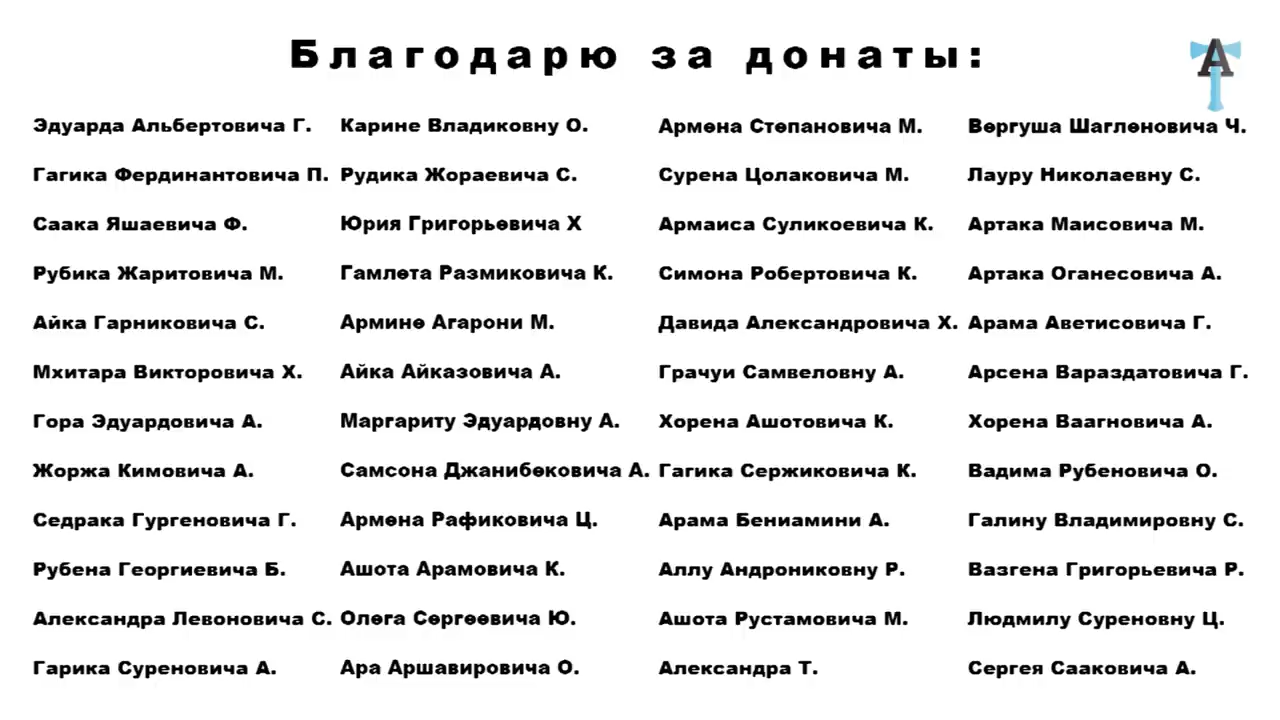 Благодарю за донаты:
А
Эдуарда Альбертовича Г.
Гагика Фердинантовича П.
Саака Яшаевича Ф.
Рубика Жаритовича М.
Айка Гарниковича С.
Мхитара Викторовича Х.
Гора Эдуардовича А.
Жоржа Кимовича А.
Седрака Гургеновича Г.
Рубена Георгиевича Б.
Александра Левоновича С.
Гарика Суреновича А.
Карине Владиковну О.
Рудика Жораевича С.
Юрия Григорьевича Х
Гамлета Размиковича К.
Армине Агарони М.
Айка Айказовича А.
Маргариту Эдуардовну А.
Самсона Джанибековича А.
Армена Рафиковича Ц.
Ашота Арамовича К.
Олега Сергеевича Ю.
Ара Аршавировича О.
Армена Степановича М.
Сурена Цолаковича М.
Армаиса Суликоевича К.
Симона Робертовича К.
Давида Александровича Х.
Грачуи Самвеловну А.
Хорена Ашотовича К.
Гагика Сержиковича К.
Арама Бениамини А.
Аллу Андрониковну Р.
Ашота Рустамовича М.
Александра Т.
Вергуша Шагленовича Ч.
Лауру Николаевну С.
Артака Маисовича М.
Артака Оганесовича А.
Арама Аветисовича Г.
Арсена Вараздатовича Г.
Хорена Ваагновича А.
Вадима Рубеновича О.
Галину Владимировну С.
Вазгена Григорьевича Р.
Людмилу Суреновну Ц.
Сергея Сааковича А.